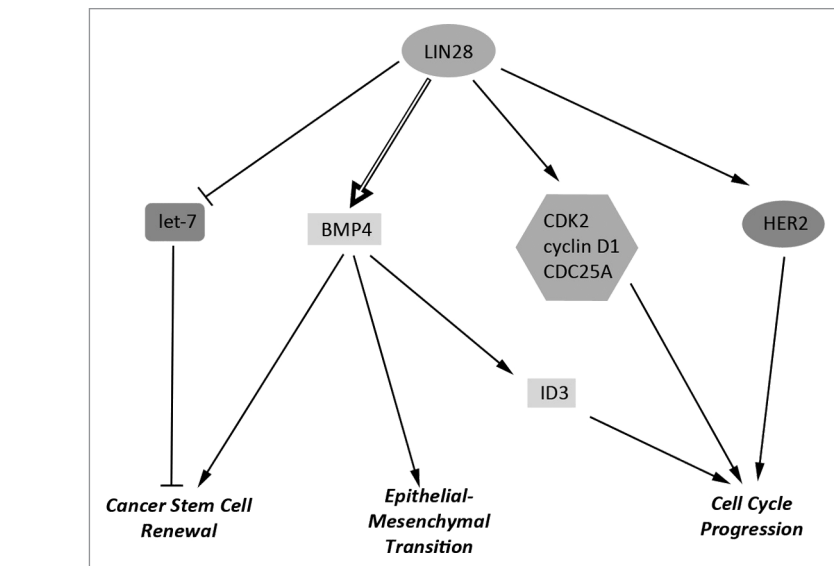 LIN28
let-7
BMP4
CDK2
cyclin D1
CDC25A
HER2
ID3
Cancer Stem Cell
Renewal
Epithelial-
Mesenchymal
Transition
Cell Cycle
Progression